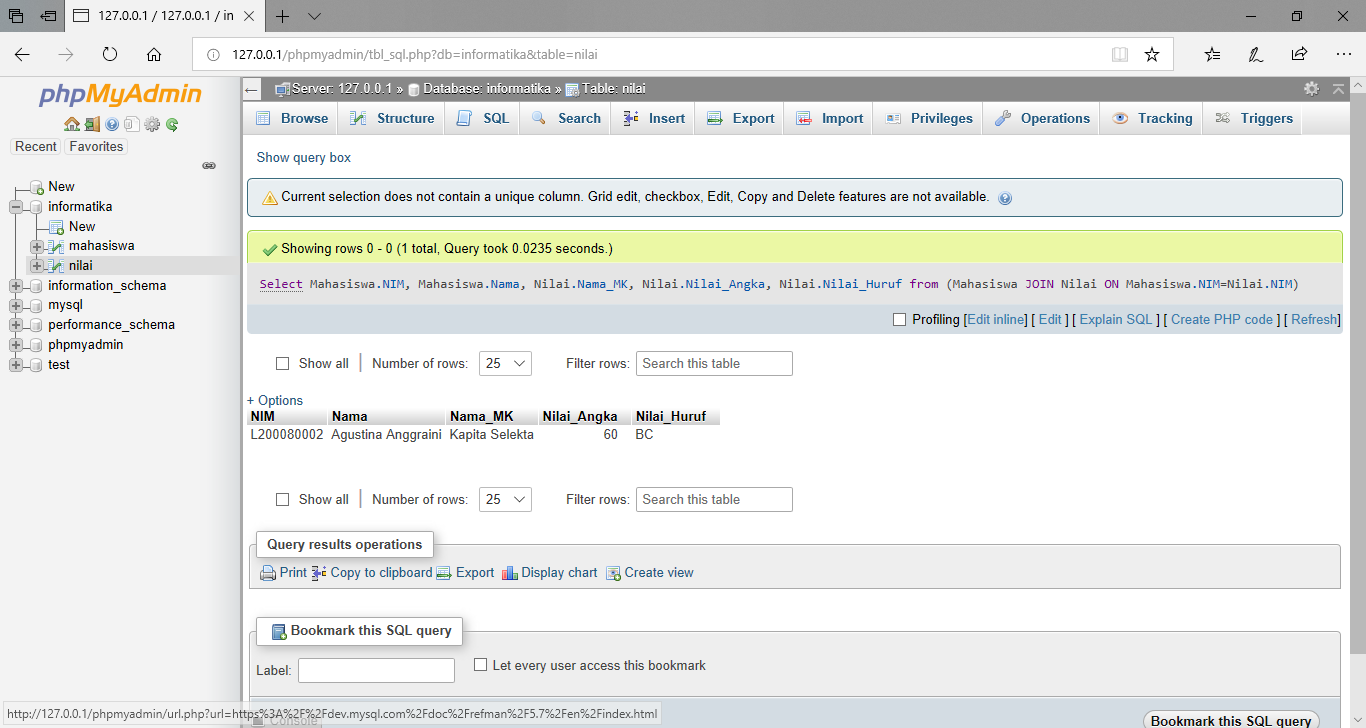 127.0.0.1 / 127.0.0.1 / in
127.0.0.1/phpmyadmin/tbl_sql.php?db=informatika&table=nilai
phpMyAdmin
Recent Favorites
New
informatika
New
mahasiswa
nilai
information_schema
mysql
performance_schema
phpmyadmin
test
Server: 127.0.0.1 » Database: informatika » Table: nilai
Browse Structure SQL Search Insert Export Import Privileges Operations Tracking Triggers
Show query box
Current selection does not contain a unique column. Grid edit, checkbox, Edit, Copy and Delete features are not available.
Showing rows 0 - 0 (1 total, Query took 0.0235 seconds.)
Select Mahasiswa.NIM, Mahasiswa.Nama, Nilai.Nama_MK, Nilai.Nilai_Angka, Nilai.Nilai_Huruf from (Mahasiswa JOIN Nilai ON Mahasiswa.NIM=Nilai.NIM)
Profiling [Edit inline] [ Edit ] [ Explain SQL ] [ Create PHP code ] [ Refresh]
Show all | Number of rows: 25 Filter rows: Search this table
+ Options
NIM Nama Nama_MK Nilai_Angka Nilai_Huruf
L200080002 Agustina Anggraini Kapita Selekta 60 BC
Show all | Number of rows: 25 Filter rows: Search this table
Query results operations
Print Copy to clipboard Export Display chart Create view
Bookmark this SQL query
Label: Let every user access this bookmark
http://127.0.0.1/phpmyadmin/url.php?url=https%3A%2F%2Fdev.mysql.com%2Fdoc%2Frefman%2F5.7%2Fen%2Findex.html
Console
Bookmark this SQL query